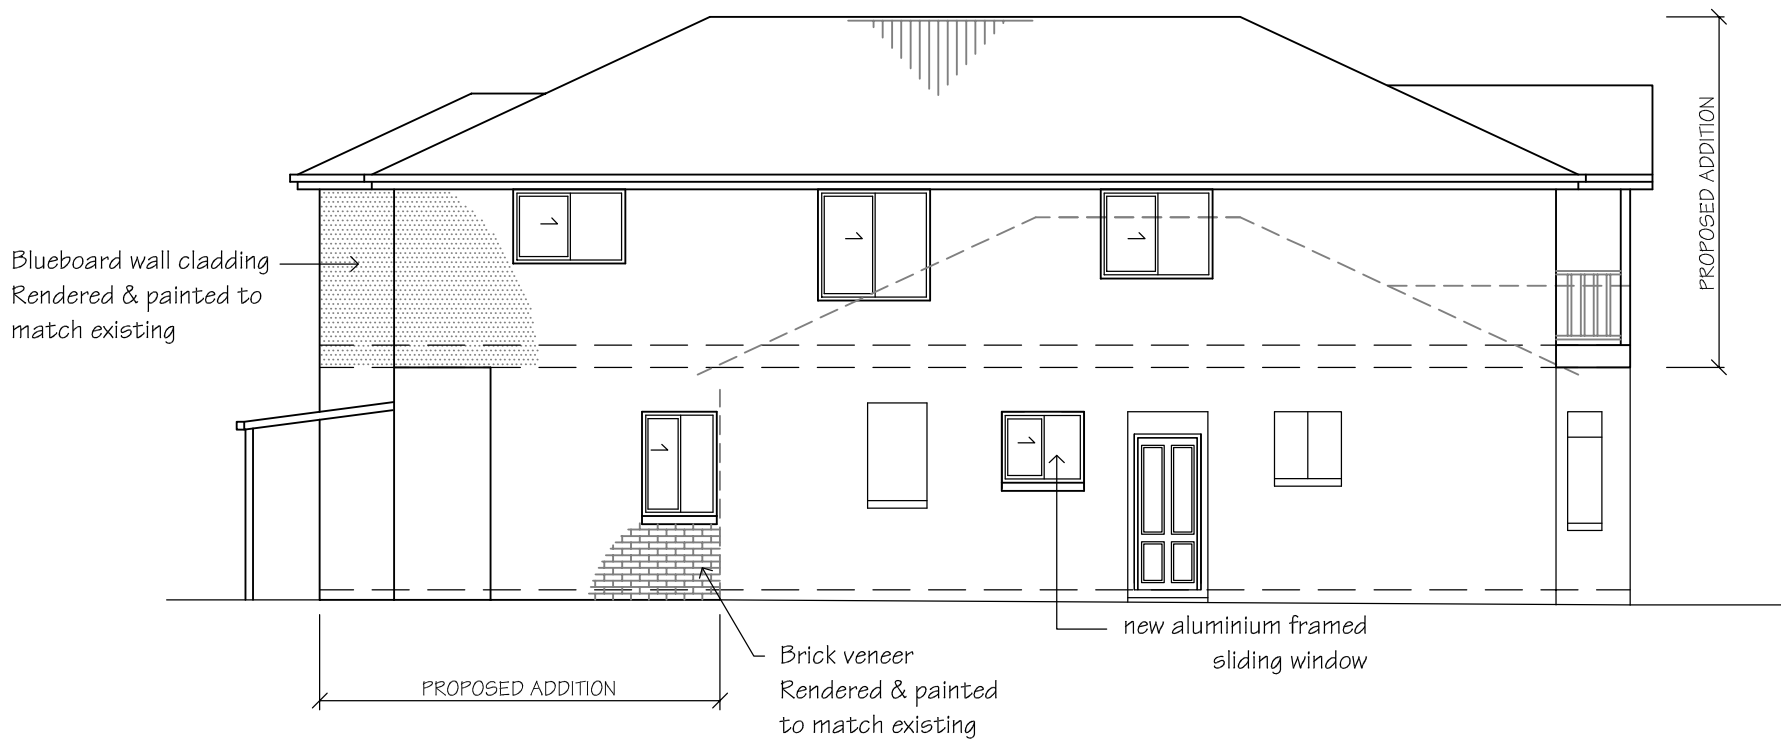 PROPOSED ADDITION
Blueboard wall cladding
Rendered & painted to
match existing
new aluminium framed
sliding window
Brick veneer
Rendered & painted
to match existing
PROPOSED ADDITION